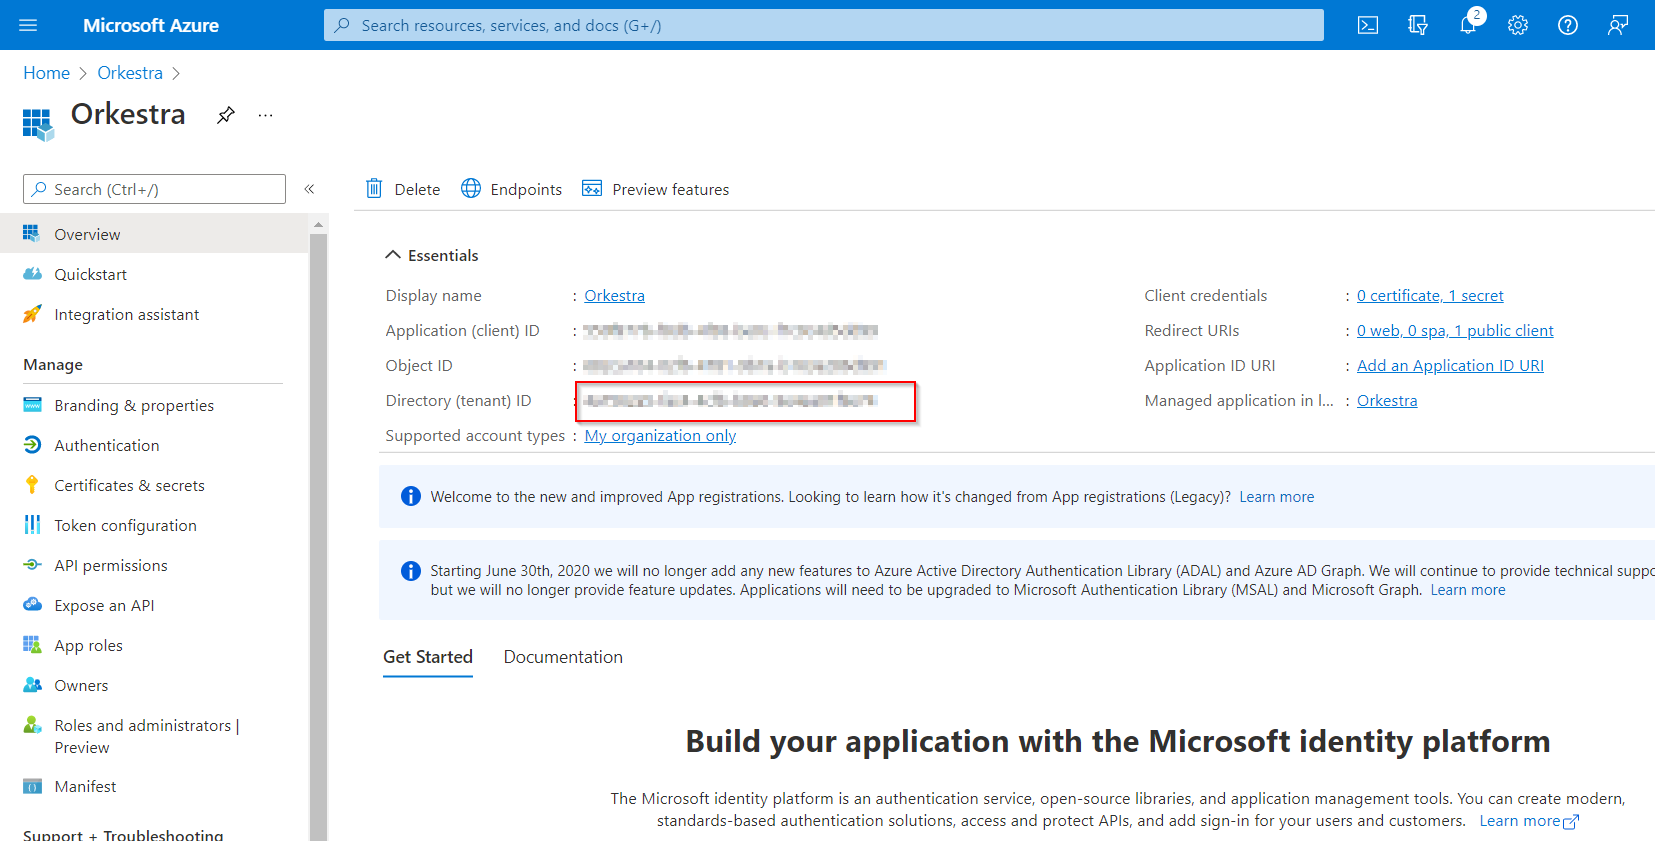 Microsoft Azure
Search resources, services, and docs (G+/)
2
Home > Orkestra >
Orkestra
...
Search (Ctrl+/)
«
Delete
Endpoints
Preview features
Overview
Quickstart
Integration assistant
Manage
Branding & properties
Authentication
Certificates & secrets
Token configuration
API permissions
Expose an API
App roles
Owners
Roles and administrators |
Preview
Manifest
Support + Troubleshooting
Essentials
Display name : Orkestra
Application (client) ID :
Object ID :
Directory (tenant) ID :
Supported account types : My organization only
Client credentials : 0 certificate, 1 secret
Redirect URIs : 0 web, 0 spa, 1 public client
Application ID URI : Add an Application ID URI
Managed application in l... : Orkestra
Welcome to the new and improved App registrations. Looking to learn how it's changed from App registrations (Legacy)? Learn more
Starting June 30th, 2020 we will no longer add any new features to Azure Active Directory Authentication Library (ADAL) and Azure AD Graph. We will continue to provide technical suppo
but we will no longer provide feature updates. Applications will need to be upgraded to Microsoft Authentication Library (MSAL) and Microsoft Graph. Learn more
Get Started
Documentation
Build your application with the Microsoft identity platform
The Microsoft identity platform is an authentication service, open-source libraries, and application management tools. You can create modern,
standards-based authentication solutions, access and protect APIs, and add sign-in for your users and customers. Learn more